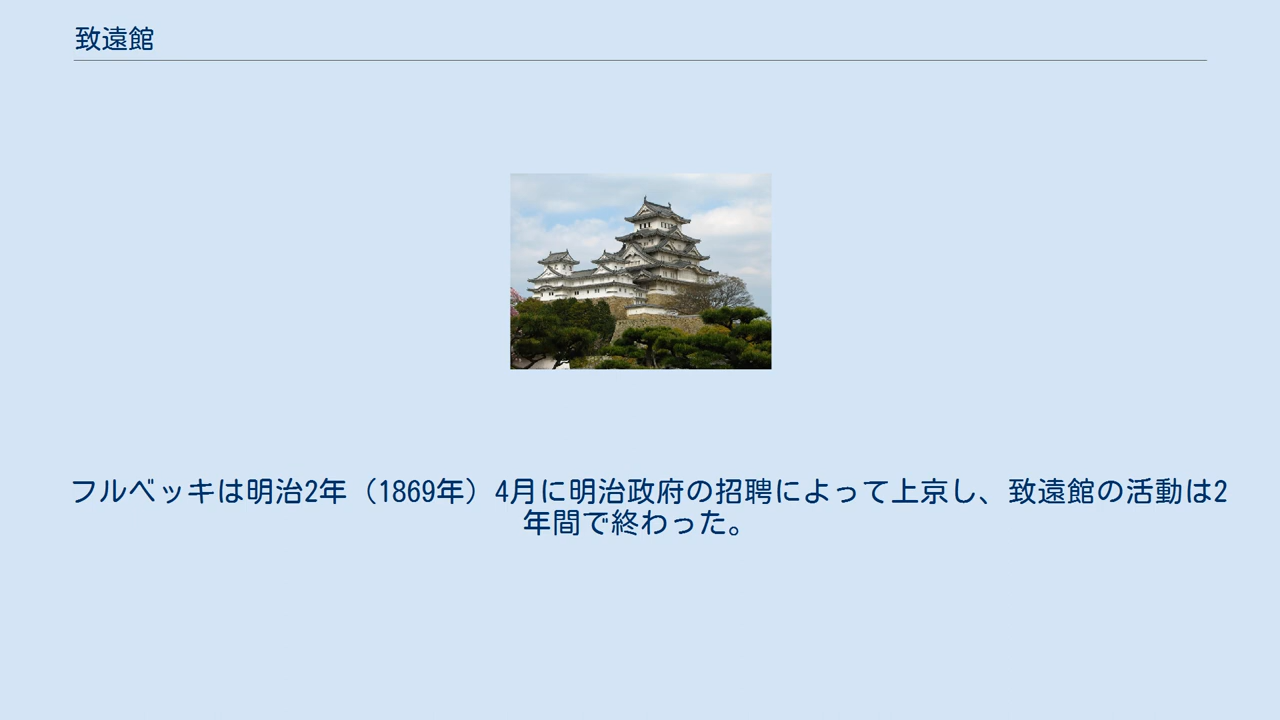 致遠館
フルベッキは明治2年（1869年）4月に明治政府の招聘によって上京し、致遠館の活動は2
年間で終わった。